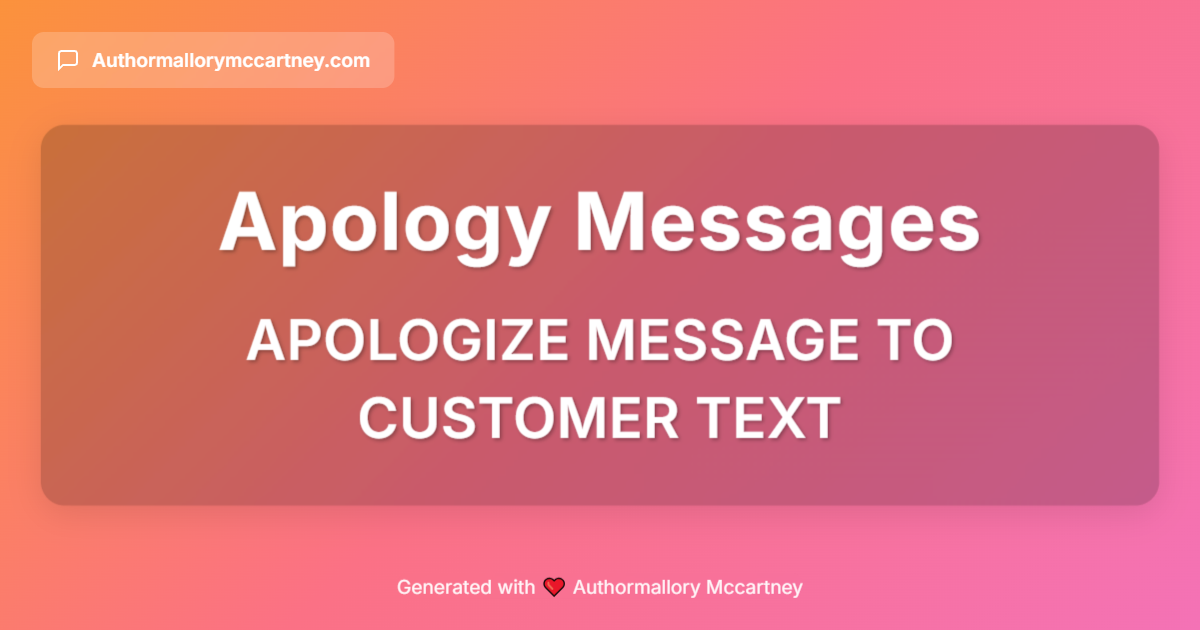 Authormallorymccartney.com
Apology Messages
APOLOGIZE MESSAGE TO
CUSTOMER TEXT
Generated with ❤️ Authormallory Mccartney